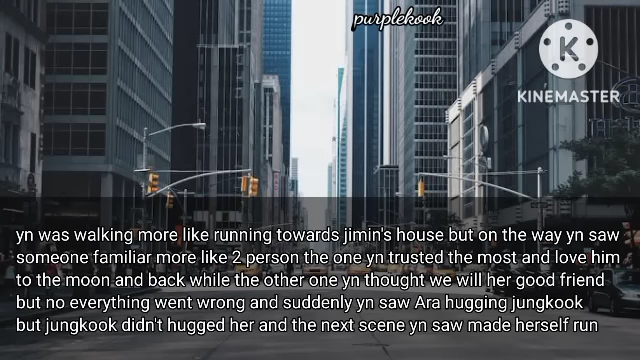 purplekook
K
KINEMASTER
yn was walking more like running towards jimin's house but on the way yn saw
someone familiar more like 2 person the one yn trusted the most and love him
to the moon and back while the other one yn thought we will her good friend
but no everything went wrong and suddenly yn saw Ara hugging jungkook
but jungkook didn't hugged her and the next scene yn saw made herself run